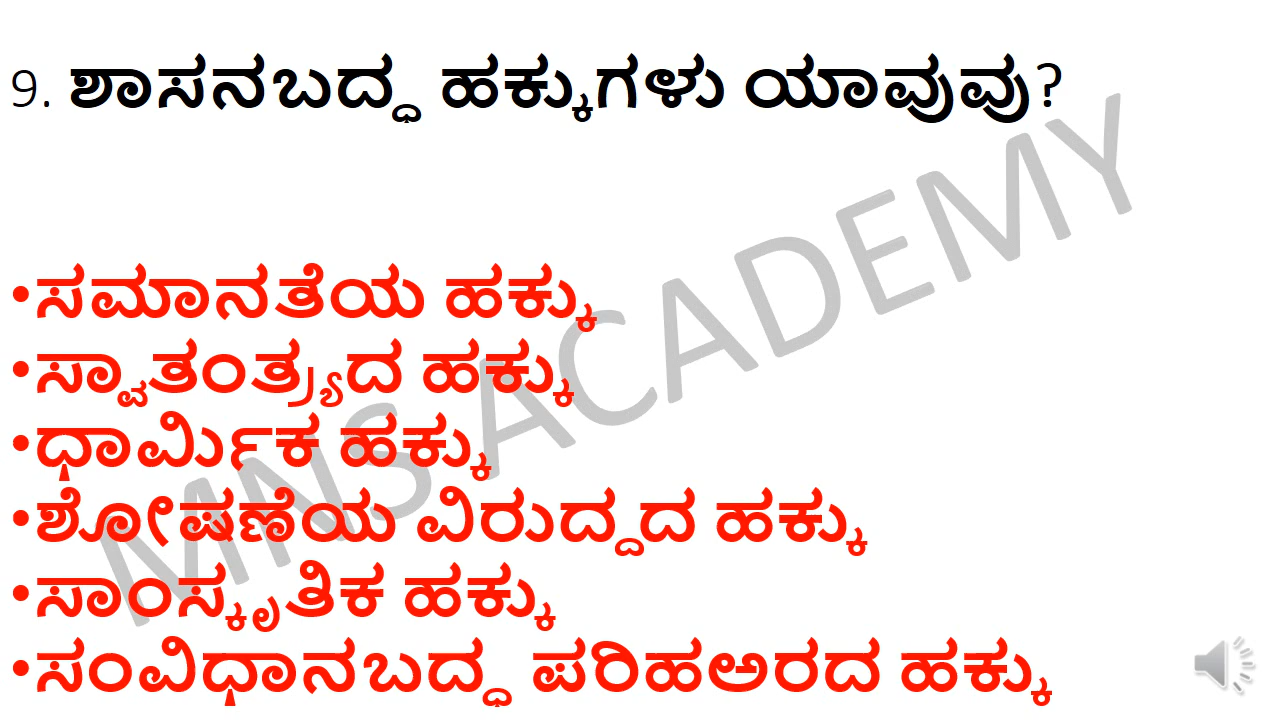 9. ಶಾಸನಬದ್ಧ ಹಕ್ಕುಗಳು ಯಾವುವು?
•ಸಮಾನತೆಯ ಹಕ್ಕು
•ಸ್ವಾತಂತ್ರ್ಯದ ಹಕ್ಕು
•ಧಾರ್ಮಿಕ ಹಕ್ಕು
•ಶೋಷಣೆಯ ವಿರುದ್ದದ ಹಕ್ಕು
•ಸಾಂಸ್ಕೃತಿಕ ಹಕ್ಕು
•ಸಂವಿಧಾನಬದ್ಧ ಪರಿಹಅರದ ಹಕ್ಕು
MNS ACADEMY